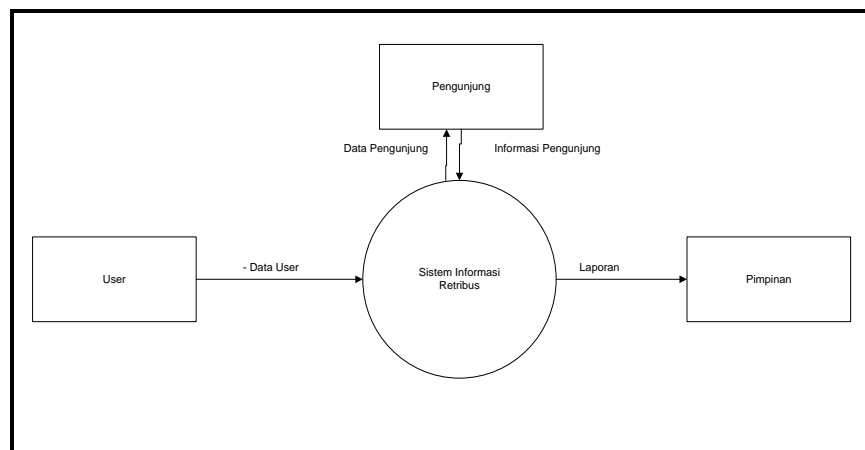 Pengunjung
Data Pengunjung
Informasi Pengunjung
User
- Data User
Sistem Informasi
Retribus
Laporan
Pimpinan